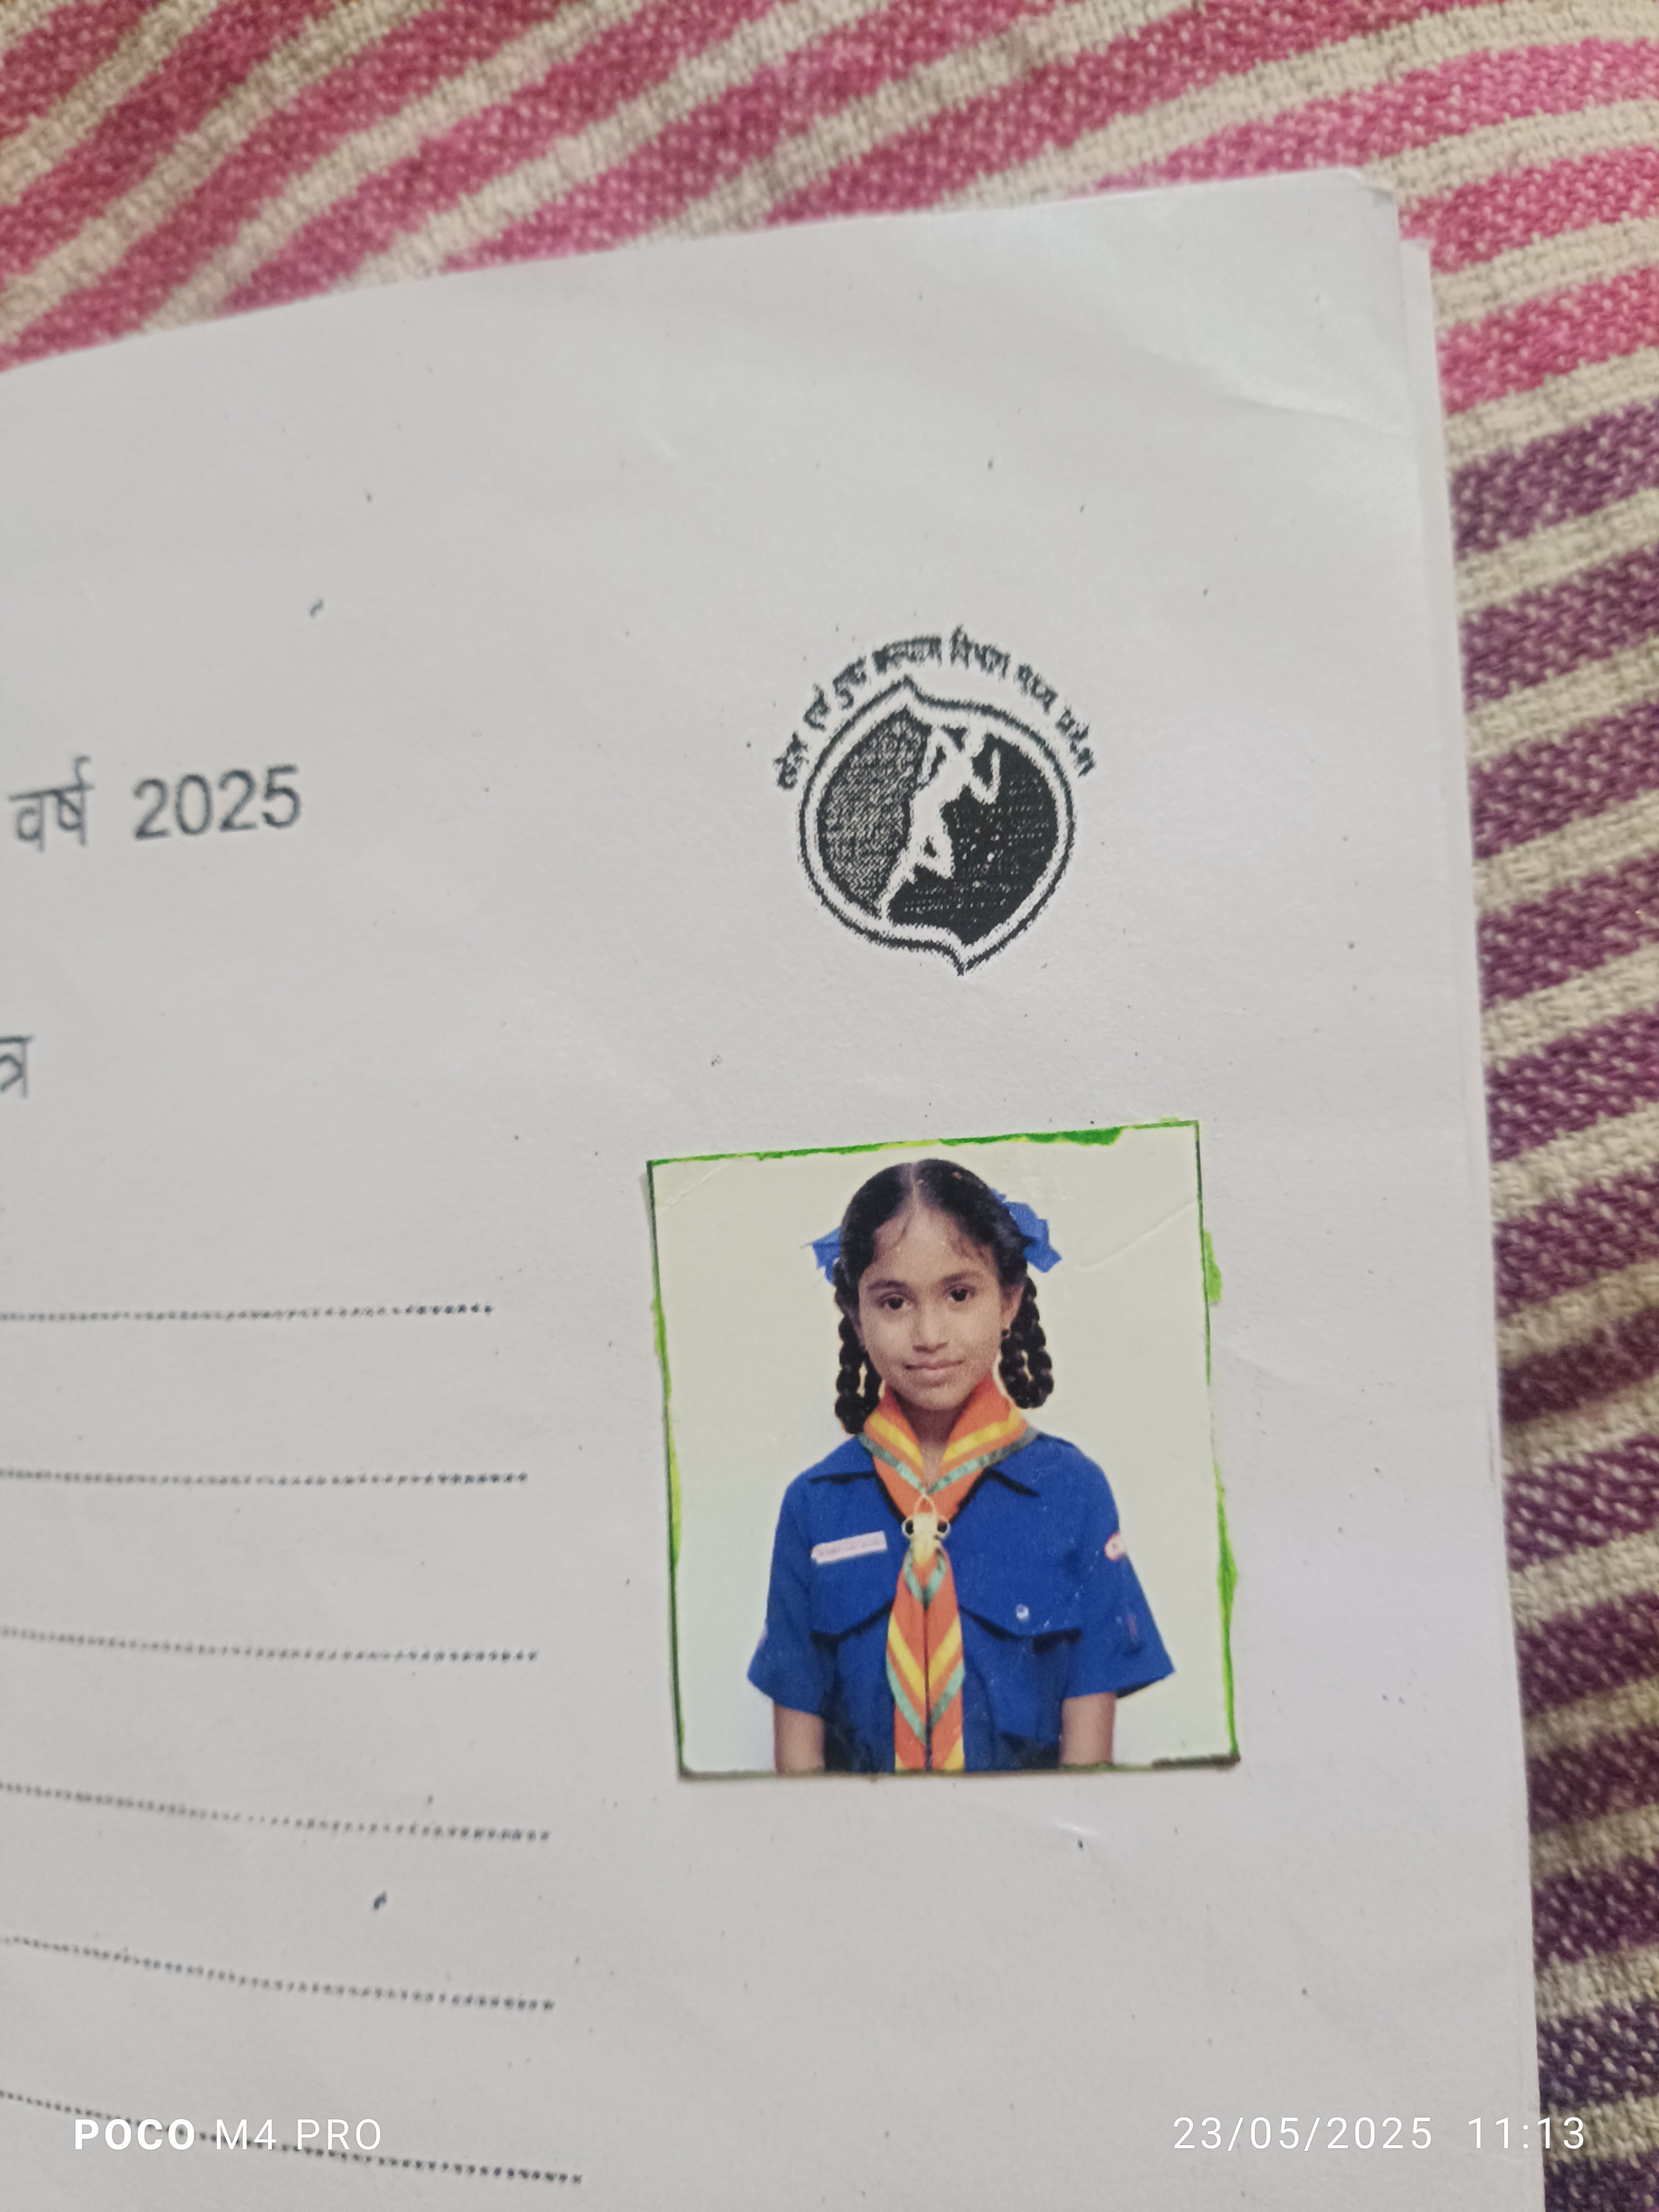 खेल एवं युवा कल्याण विभाग मध्य प्रदेश
वर्ष 2025
त्र
POCO M4 PRO
23/05/2025 11:13